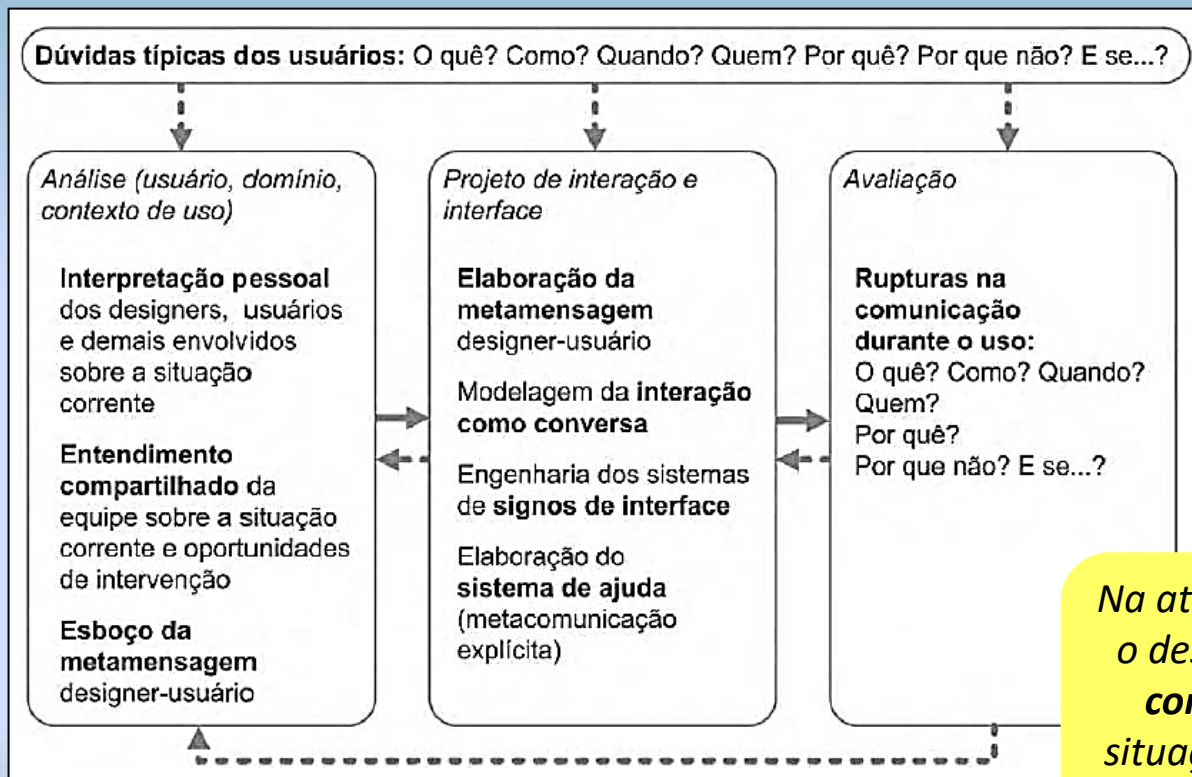 Dúvidas típicas dos usuários: O quê? Como? Quando? Quem? Por quê? Por que não? E se...?
Análise (usuário, domínio,
contexto de uso)
Interpretação pessoal
dos designers, usuários
e demais envolvidos
sobre a situação
corrente
Entendimento
compartilhado da
equipe sobre a situação
corrente e oportunidades
de intervenção
Esboço da
metamensagem
designer-usuário
Projeto de interação e
interface
Elaboração da
metamensagem
designer-usuário
Modelagem da interação
como conversa
Engenharia dos sistemas
de signos de interface
Elaboração do
sistema de ajuda
(metacomunicação
explícita)
Avaliação
Rupturas na
comunicação
durante o uso:
O quê? Como? Quando?
Quem?
Por quê?
Por que não? E se...?
Na
o